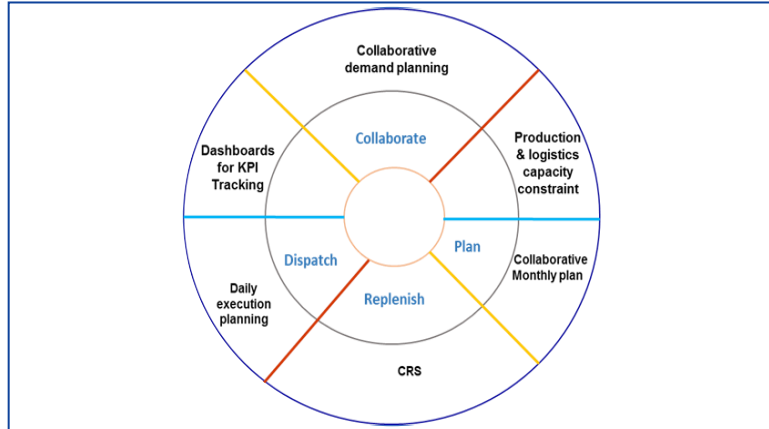 Collaborative
demand planning
Collaborate
Dashboards
for KPI
Tracking
Production
& logistics
capacity
constraint
Dispatch
Plan
Collaborative
Monthly plan
Daily
execution
planning
Replenish
CRS